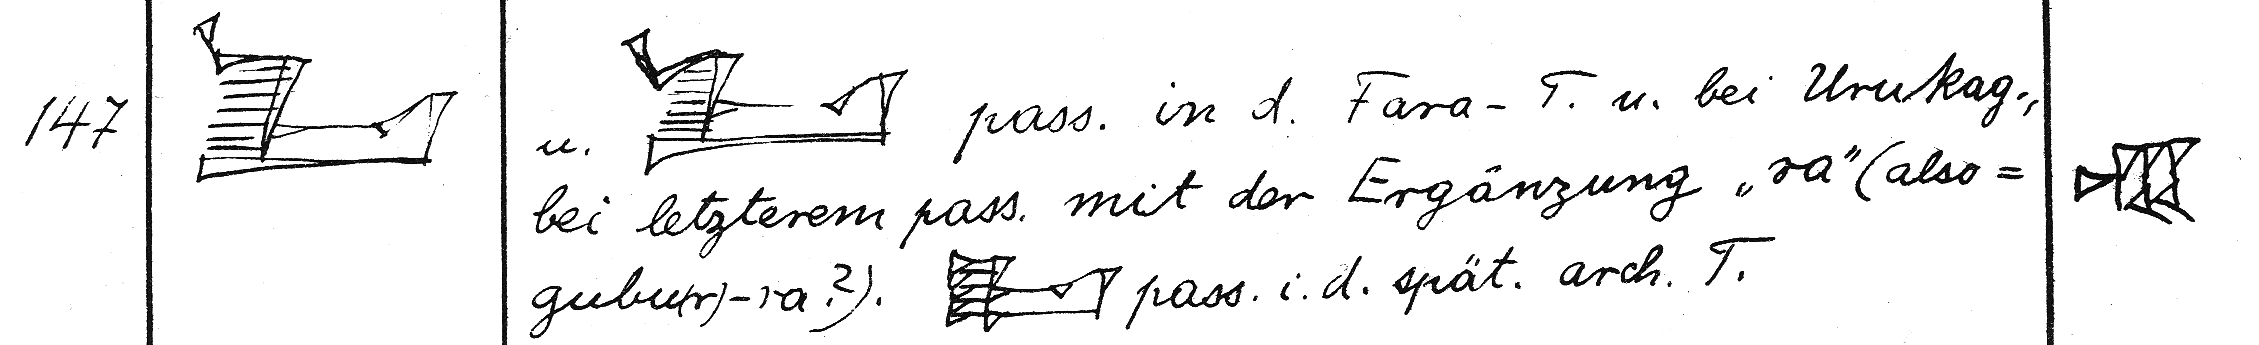 147
u. pass. in d. Fara-T. u. bei Urukag.,
bei letzterem pass. mit der Ergänzung „ra“ (also =
gubu(r)-ra?). pass. i. d. spät. arch. T.